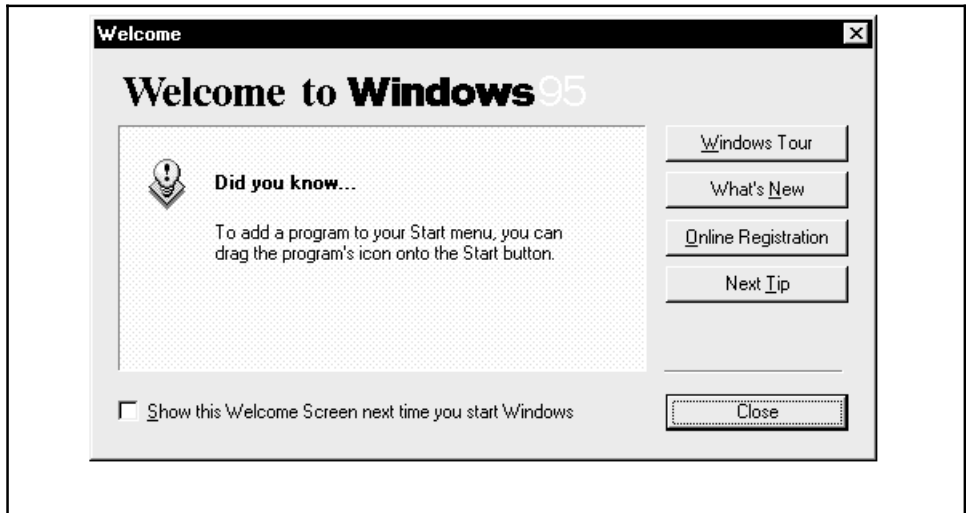 Welcome
Welcome to Windows 95
Did you know...
To add a program to your Start menu, you can
drag the program's icon onto the Start button.
Windows Tour
What's New
Online Registration
Next Tip
Show this Welcome Screen next time you start Windows
Close